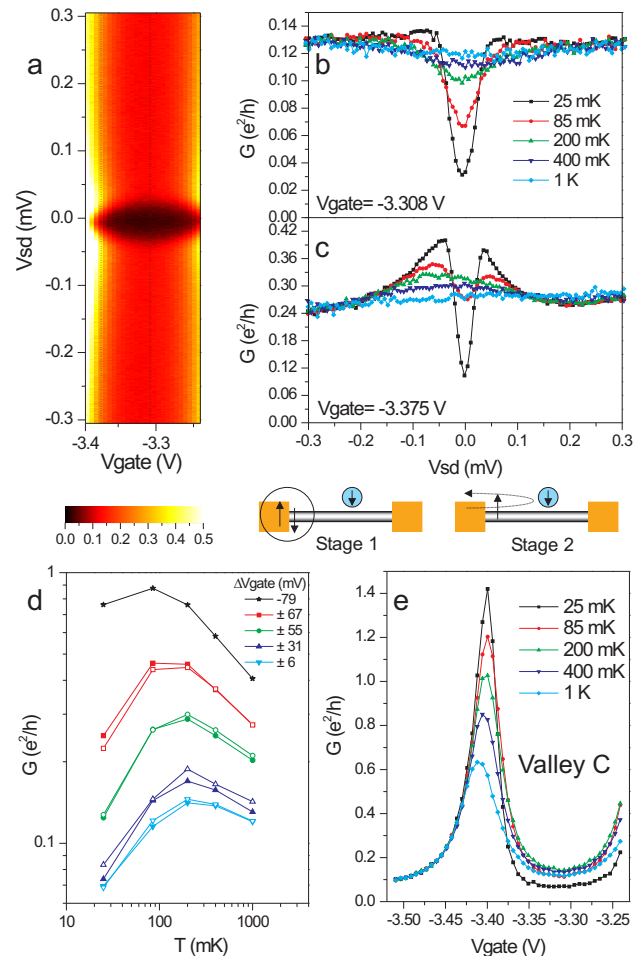 a
0.3
0.2
0.1
0.0
-0.1
-0.2
-0.3
Vsd (mV)
-3.4
-3.3
Vgate (V)
0.0 0.1 0.2 0.3 0.4 0.5
b
0.14
0.12
0.10
0.08
0.06
0.04
0.02
0.00
G (e²/h)
25 mK
85 mK
200 mK
400 mK
1 K
Vgate= -3.308 V
c
0.42
0.36
0.30
0.24
0.18
0.12
0.06
0.00
G (e²/h)
Vgate= -3.375 V
-0.3 -0.2 -0.1 0.0 0.1 0.2 0.3
Vsd (mV)
Stage 1
Stage 2
d
1
0.1
G (e²/h)
ΔVgate (mV)
-79
± 67
± 55
± 31
± 6
10 100 1000
T (mK)
e
1.4
1.2
1.0
0.8
0.6
0.4
0.2
0.0
G (e²/h)
25 mK
85 mK
200 mK
400 mK
1 K
Valley C
-3.50 -3.45 -3.40 -3.35 -3.30 -3.25
Vgate (V)